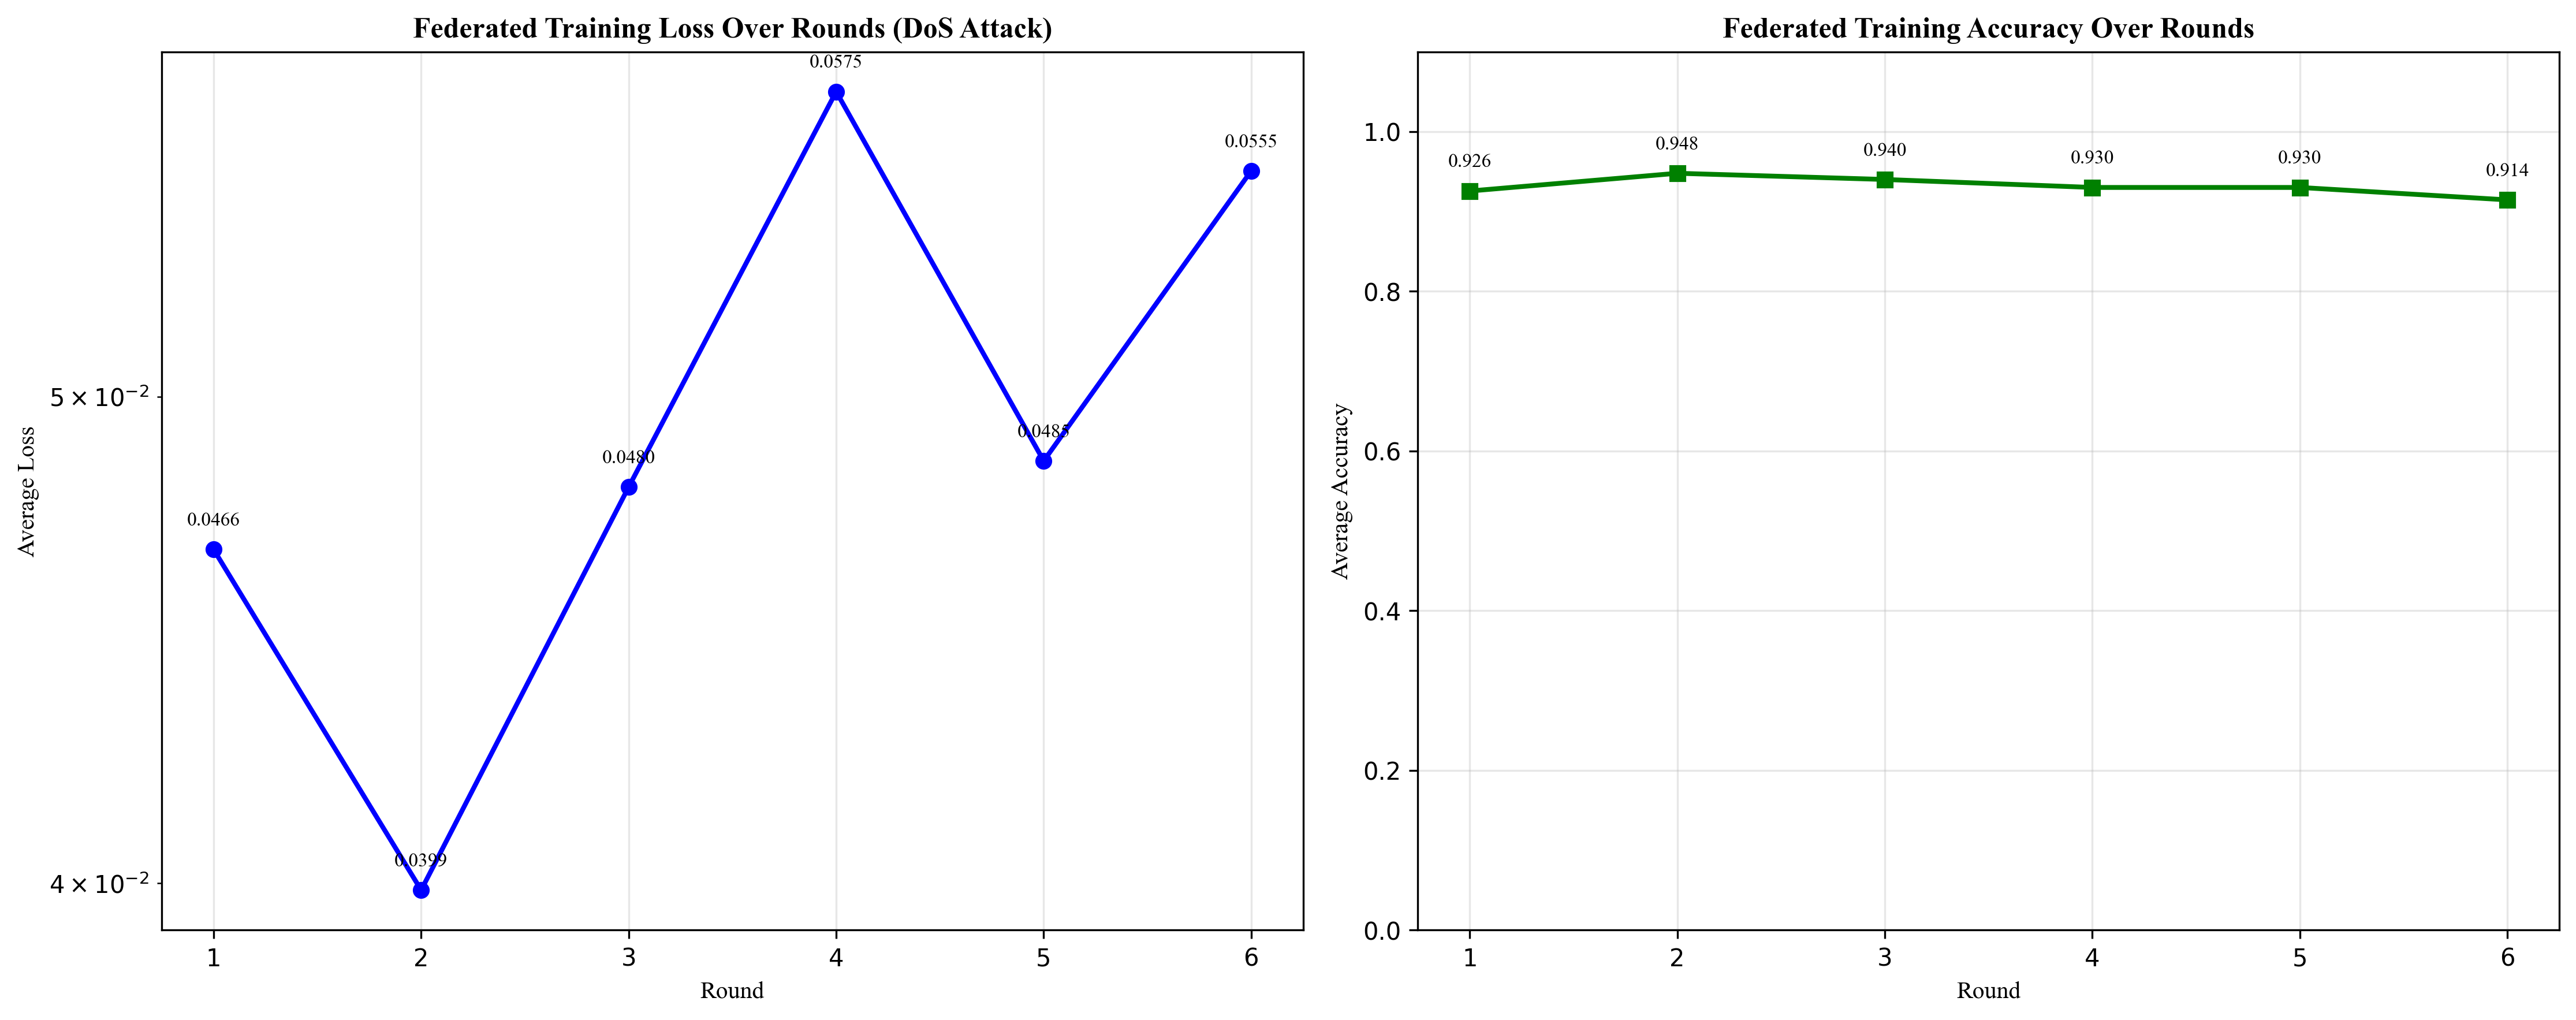 Federated Training Loss Over Rounds (DoS Attack)
Average Loss
5 × 10⁻²
4 × 10⁻²
0.0466
0.0399
0.0480
0.0575
0.0485
0.0555
1 2 3 4 5 6
Round
Federated Training Accuracy Over Rounds
Average Accuracy
1.0
0.8
0.6
0.4
0.2
0.0
0.926
0.948
0.940
0.930
0.930
0.914
1 2 3 4 5 6
Round